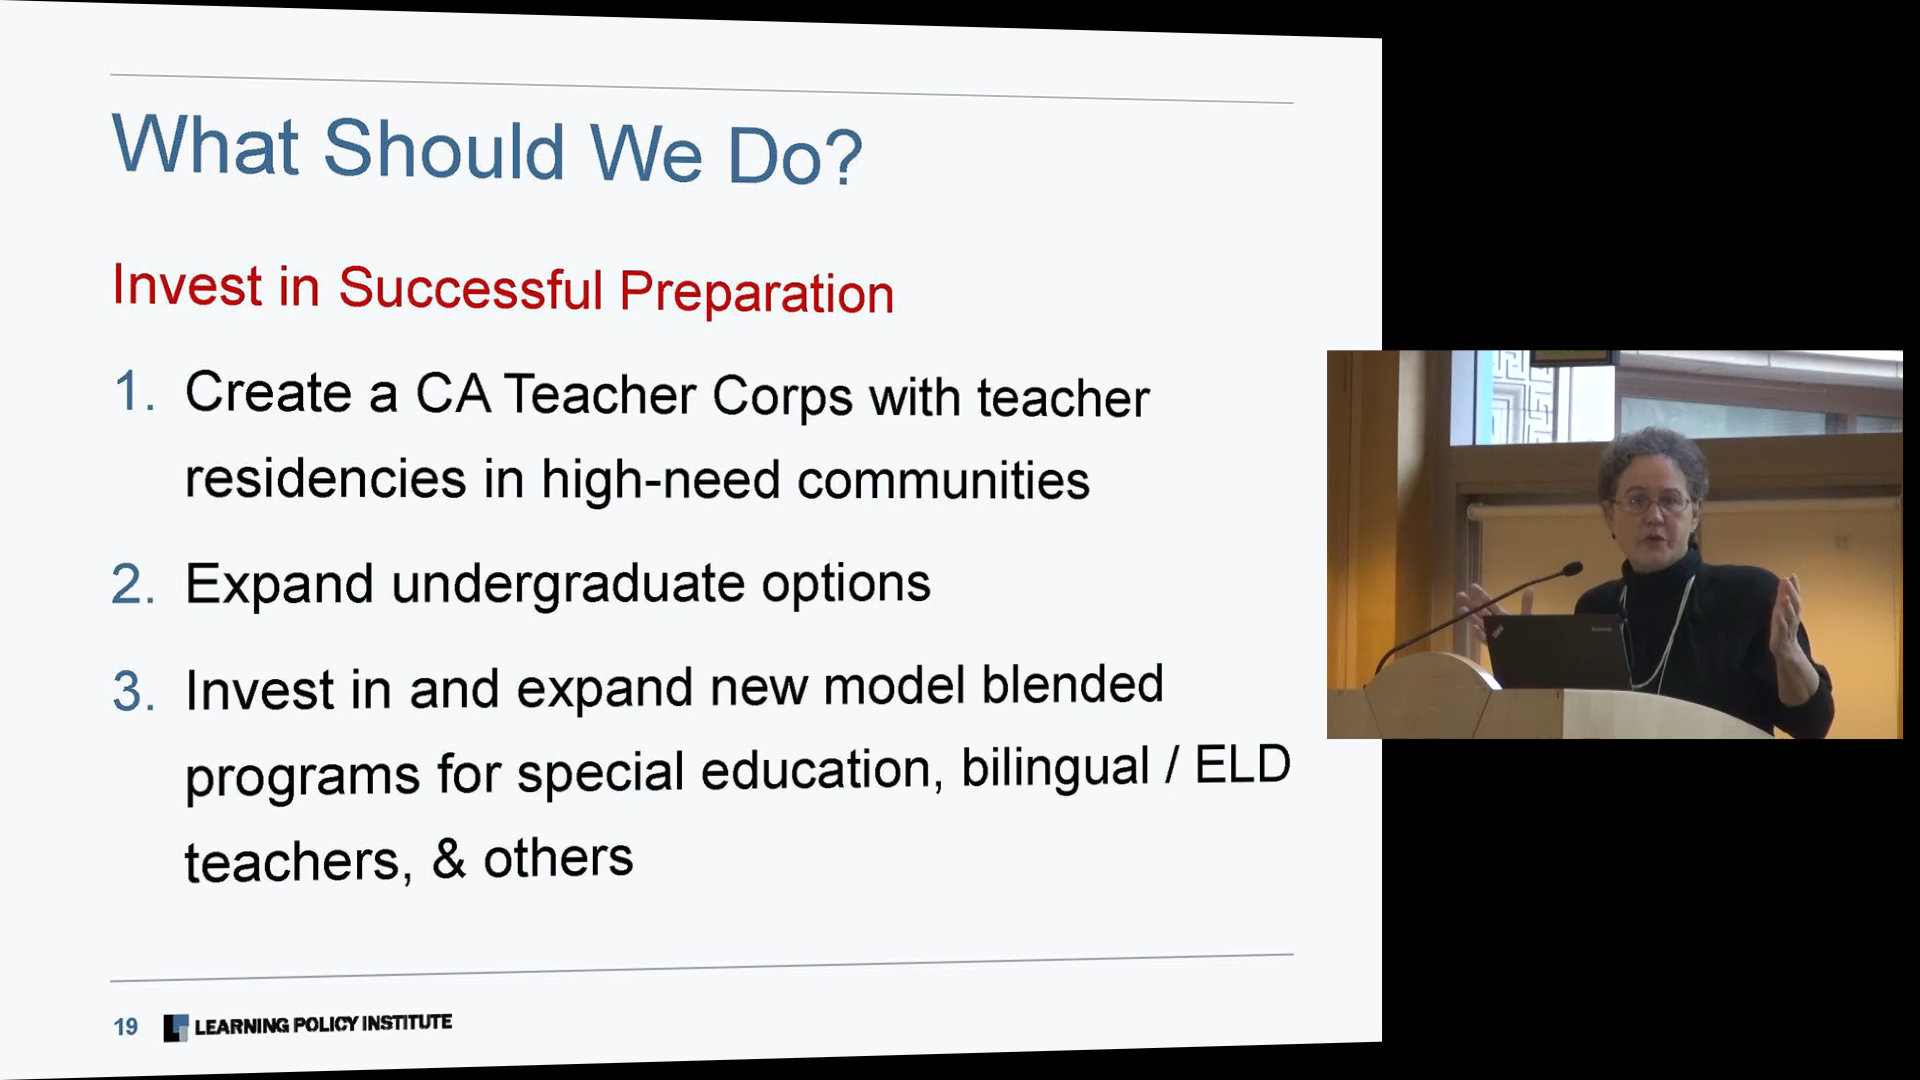 What Should We Do?
Invest in Successful Preparation
1. Create a CA Teacher Corps with teacher
residencies in high-need communities
2. Expand undergraduate options
3. Invest in and expand new model blended
programs for special education, bilingual / ELD
teachers, & others
19 LEARNING POLICY INSTITUTE